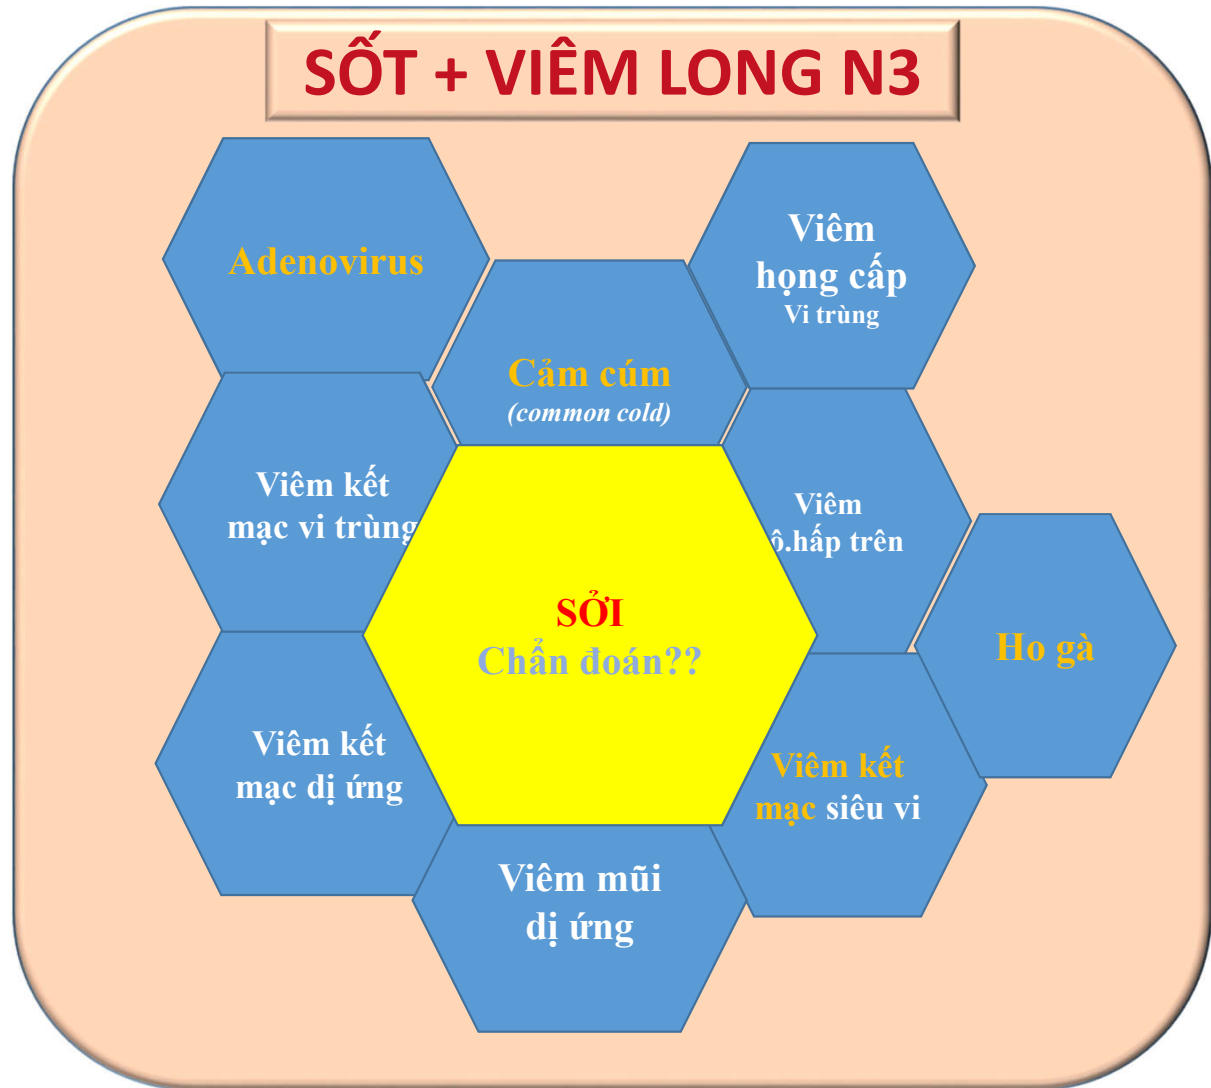 SỐT + VIÊM LONG N3
Adenovirus
Viêm
họng cấp
Vi trùng
Cảm cúm
(common cold)
Viêm kết
mạc vi trùng
Viêm
ô.hấp trên
SỞI
Chẩn đoán??
Ho gà
Viêm kết
mạc dị ứng
Viêm kết
mạc siêu vi
Viêm mũi
dị ứng